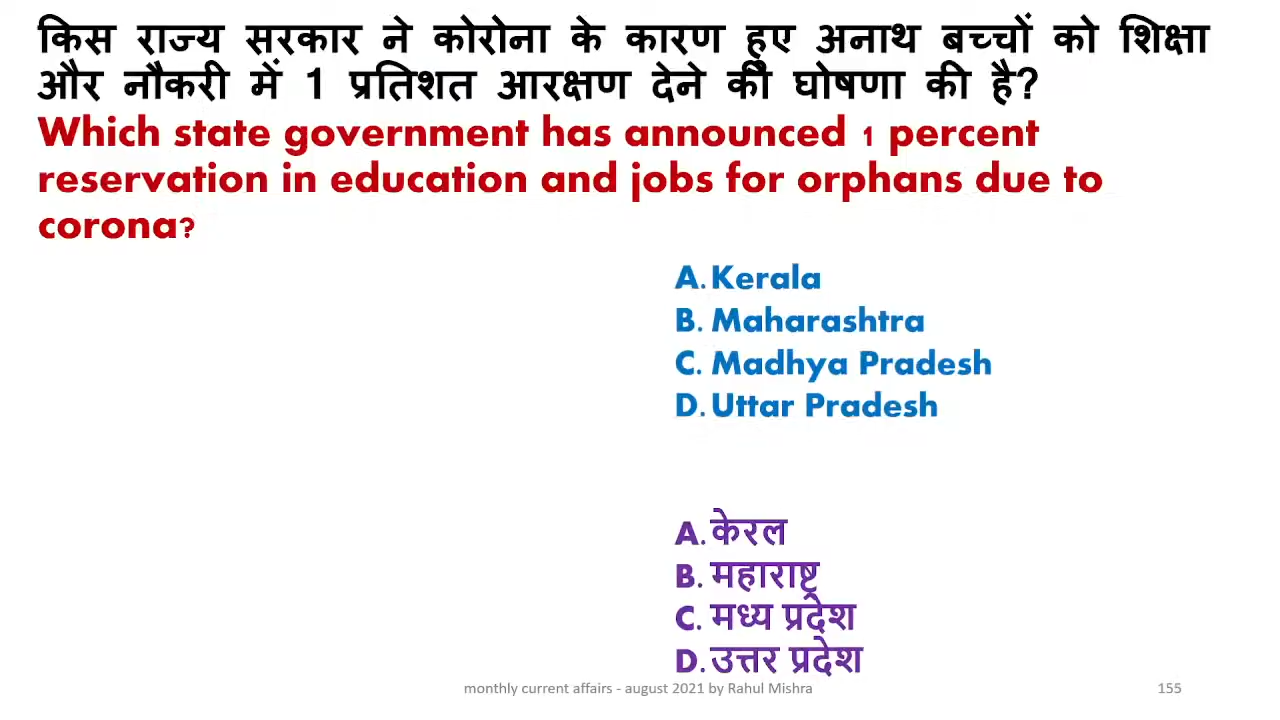 किस राज्य सरकार ने कोरोना के कारण हुए अनाथ बच्चों को शिक्षा
और नौकरी में 1 प्रतिशत आरक्षण देने की घोषणा की है?
Which state government has announced 1 percent
reservation in education and jobs for orphans due to
corona?
A. Kerala
B. Maharashtra
C. Madhya Pradesh
D. Uttar Pradesh
A. केरल
B. महाराष्ट्र
C. मध्य प्रदेश
D. उत्तर प्रदेश
monthly current affairs - august 2021 by Rahul Mishra 155